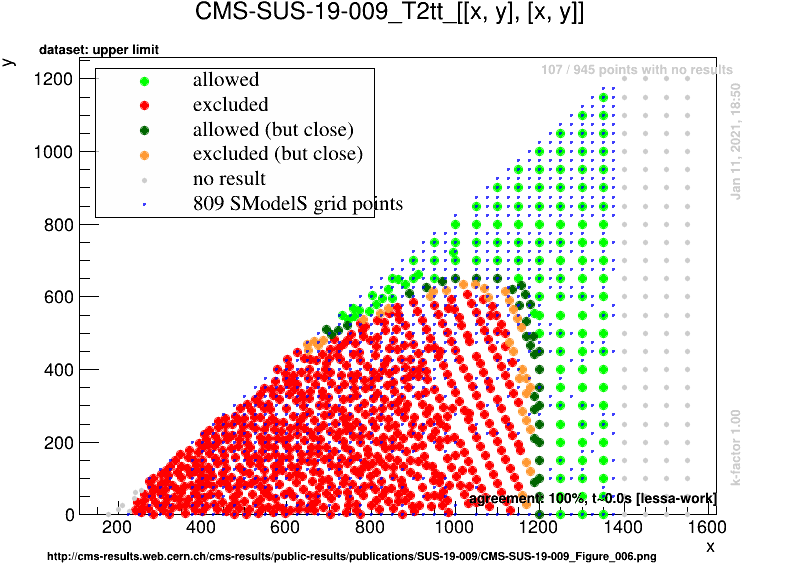 CMS-SUS-19-009_T2tt_[[x, y], [x, y]]
dataset: upper limit
y
107 / 945 points with no results
allowed
excluded
allowed (but close)
excluded (but close)
no result
809 SModelS grid points
Jan 11, 2021, 18:50
k-factor 1.00
1200
1000
800
600
400
200
0
agreement: 100%, t~0.0s [lessa-work]
200 400 600 800 1000 1200 1400 1600
x
http://cms-results.web.cern.ch/cms-results/public-results/publications/SUS-19-009/CMS-SUS-19-009_Figure_006.png